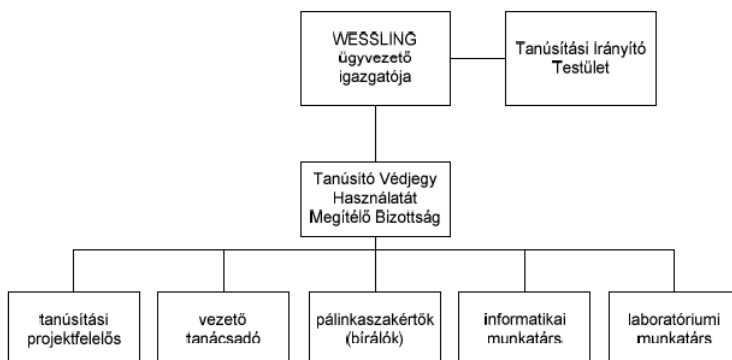 WESSLING
ügyvezető
igazgatója
Tanúsítási Irányító
Testület
Tanúsító Védjegy
Használatát
Megítélő Bizottság
tanúsítási
projektfelelős
vezető
tanácsadó
pálinkaszakértők
(bírálók)
informatikai
munkatárs
laboratóriumi
munkatárs